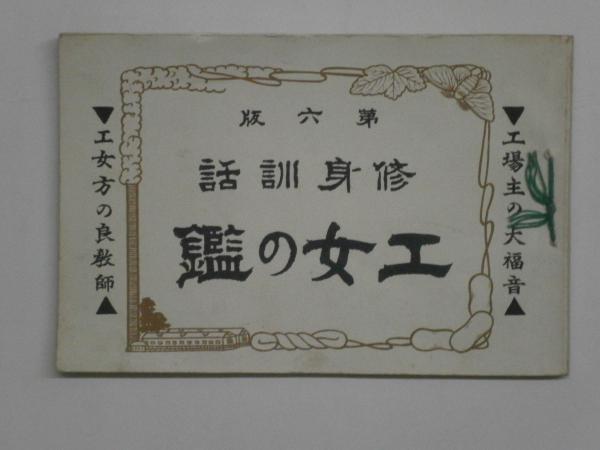 第六版
修身訓話
工女の鑑
▼工場主の大福音▲
▼工女方の良教師▲